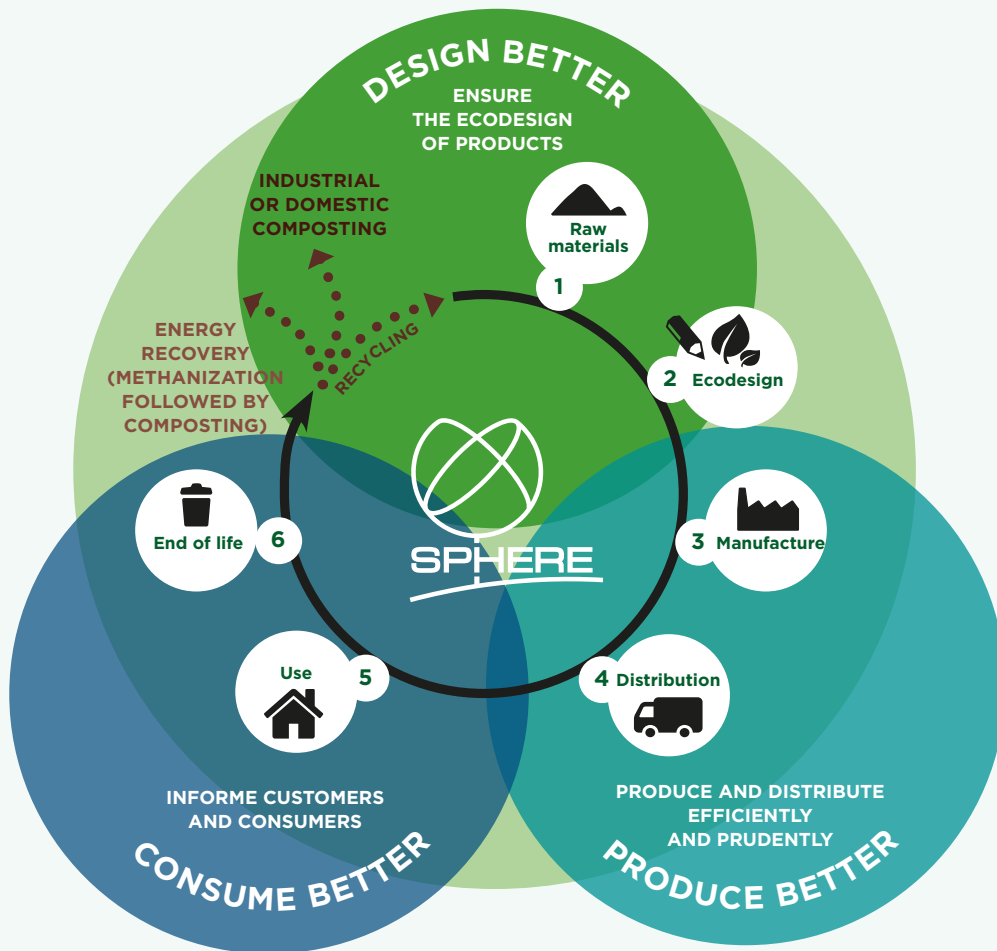 DESIGN BETTER
ENSURE
THE ECODESIGN
OF PRODUCTS
INDUSTRIAL
OR DOMESTIC
COMPOSTING
Raw
materials
1
ENERGY
RECOVERY
(METHANIZATION
FOLLOWED BY
COMPOSTING)
RECYCLING
2 Ecodesign
SPHERE
3 Manufacture
4 Distribution
Use
5
End of life
6
INFORME CUSTOMERS
AND CONSUMERS
CONSUME BETTER
PRODUCE AND DISTRIBUTE
EFFICIENTLY
AND PRUDENTLY
PRODUCE BETTER